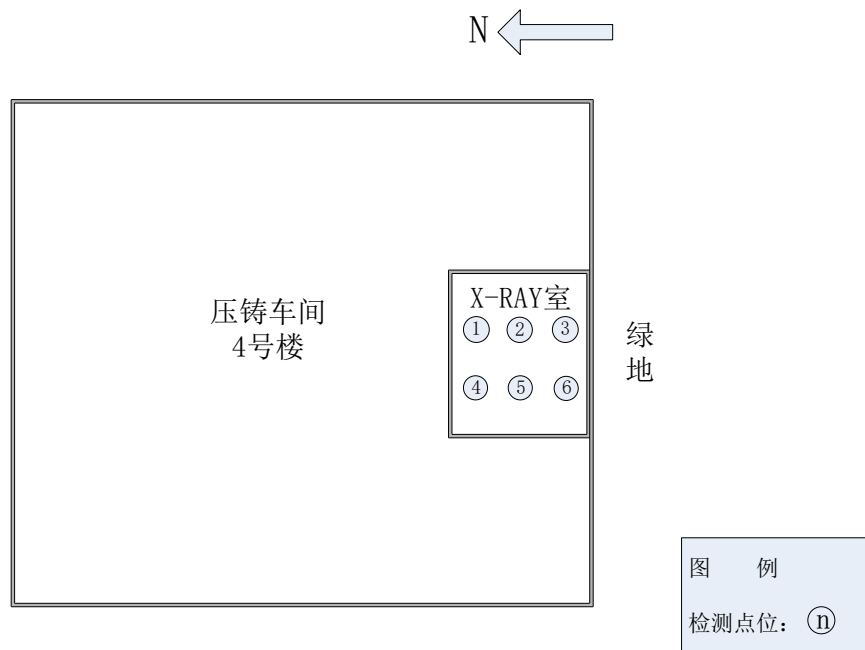 N
X-RAY室
① ② ③
压铸车间
4号楼
绿
地
④ ⑤ ⑥
图 例
检测点位： ⓝ